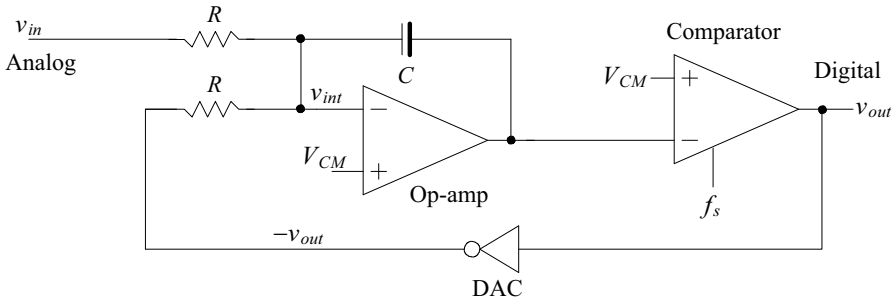 v_in
R
Analog
C
R
v_int
−
V_CM
+
Op-amp
Comparator
V_CM
+
−
Digital
v_out
f_s
−v_out
DAC